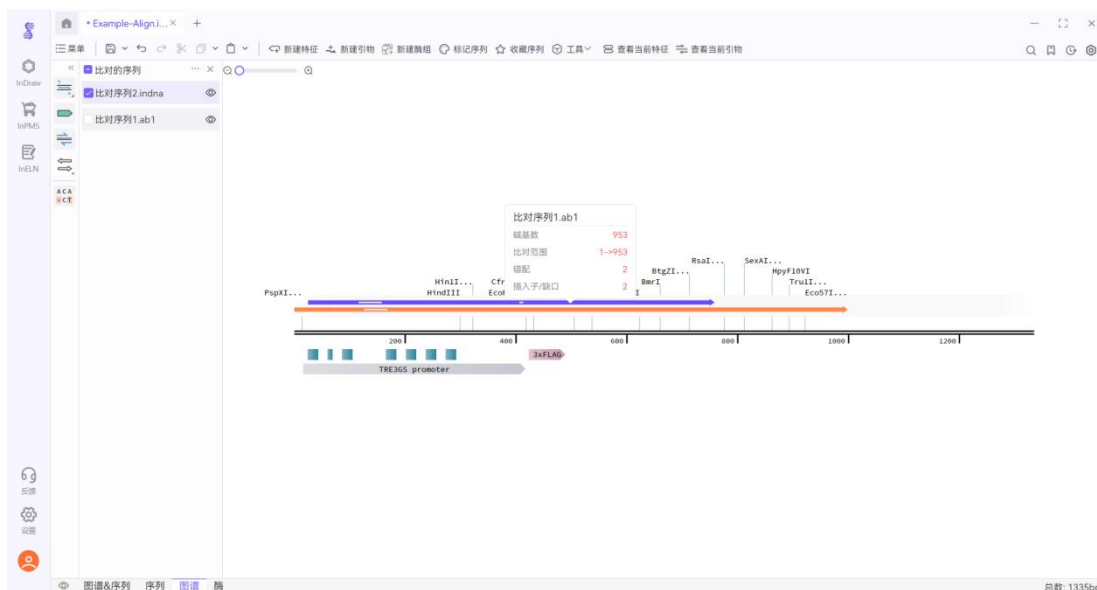 • Example-Align.i... × +
菜单 新建特征 新建引物 新建酶组 标记序列 收藏序列 工具 查看当前特征 查看当前引物
InDraw
InPMS
InELN
反馈
设置
比对的序列 ... ×
比对序列2.indna
比对序列1.ab1
ACA
CT
比对序列1.ab1
碱基数 953
比对范围 1->953
错配 2
插入子/缺口 2
RsaI... SexAI...
BtgZI... HpyF10VI
Hin1I... Cfr BmrI Tru1I...
PspXI... HindIII EcoI Eco57I...
200 400 600 800 1000 1200
3xFLAG
TRE3GS promoter
图谱&序列 序列 图谱 酶
总数: 1335bp